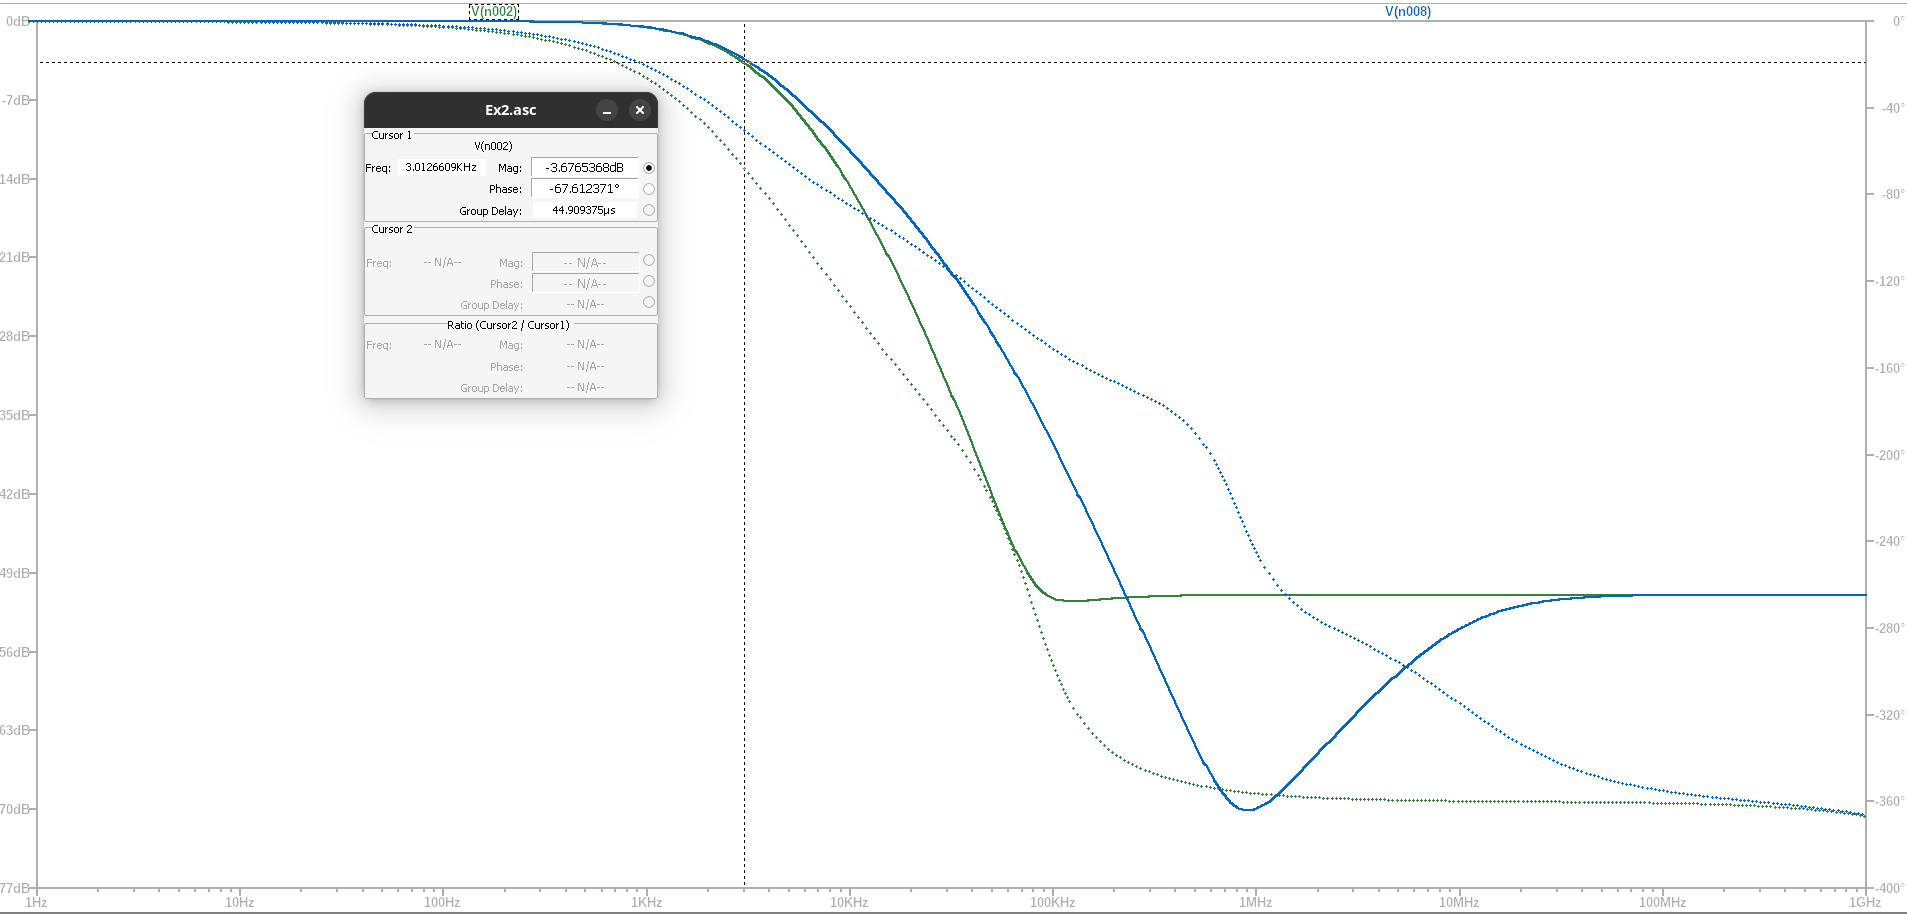 V(n002) V(n008)
0dB 0°
-7dB -40°
14dB -80°
21dB -120°
28dB -160°
35dB -200°
42dB -240°
49dB -280°
56dB -320°
63dB -360°
70dB -400°
77dB
1Hz 10Hz 100Hz 1KHz 10KHz 100KHz 1MHz 10MHz 100MHz 1GHz
Ex2.asc
Cursor 1
V(n002)
Freq: 3.0126609KHz Mag: -3.6765368dB
Phase: -67.612371°
Group Delay: 44.909375µs
Cursor 2
Freq: -- N/A-- Mag: -- N/A--
Phase: -- N/A--
Group Delay: -- N/A--
Ratio (Cursor2 / Cursor1)
Freq: -- N/A-- Mag: -- N/A--
Phase: -- N/A--
Group Delay: -- N/A--